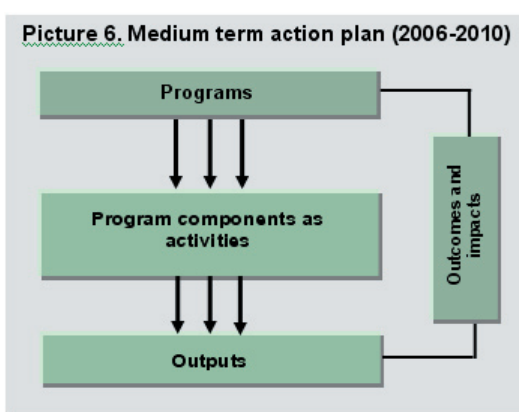 Picture 6. Medium term action plan (2006-2010)
Programs
Program components as
activities
Outcomes and
impacts
Outputs